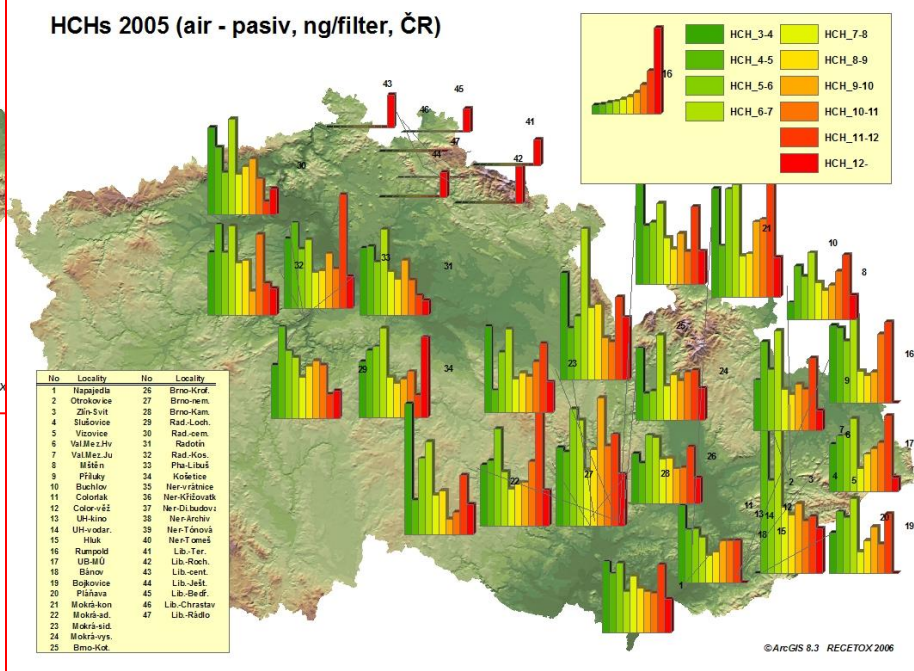 HCHs 2005 (air - pasiv, ng/filter, ČR)
16
HCH_3-4
HCH_4-5
HCH_5-6
HCH_6-7
HCH_7-8
HCH_8-9
HCH_9-10
HCH_10-11
HCH_11-12
HCH_12-
43
46
45
47
41
44
42
30
32
33
31
29
34
23
25
24
21
10
8
9
16
7
6
17
4
5
3
2
22
27
28
26
11
13
14
12
18
15
1
20
19
No Locality No Locality
1 Napajedla 26 Brno-Krof.
2 Otrokovice 27 Brno-nem.
3 Zlín-Svit 28 Brno-Kam.
4 Slušovice 29 Rad.-Loch.
5 Vizovice 30 Rad.-cem.
6 Val.Mez.Hv 31 Radotín
7 Val.Mez.Ju 32 Rad.-Kos.
8 Mštěn 33 Pha-Libuš
9 Příluky 34 Košetice
10 Buchlov 35 Ner-vrátnice
11 Colorlak 36 Ner-Křižovatk
12 Color-věž 37 Ner-Di.budova
13 UH-kino 38 Ner-Archiv
14 UH-vodar. 39 Ner-Tónová
15 Hluk 40 Ner-Tomeš
16 Rumpold 41 Lib.-Ter.
17 UB-MÚ 42 Lib.-Roch.
18 Bánov 43 Lib.-cent.
19 Bojkovice 44 Lib.-Ješt.
20 Pláňava 45 Lib.-Bedř.
21 Mokrá-kon 46 Lib.-Chrastav
22 Mokrá-ad. 47 Lib.-Rádlo
23 Mokrá-sid.
24 Mokrá-vys.
25 Brno-Kot.
©ArcGIS 8.3 RECETOX 2006